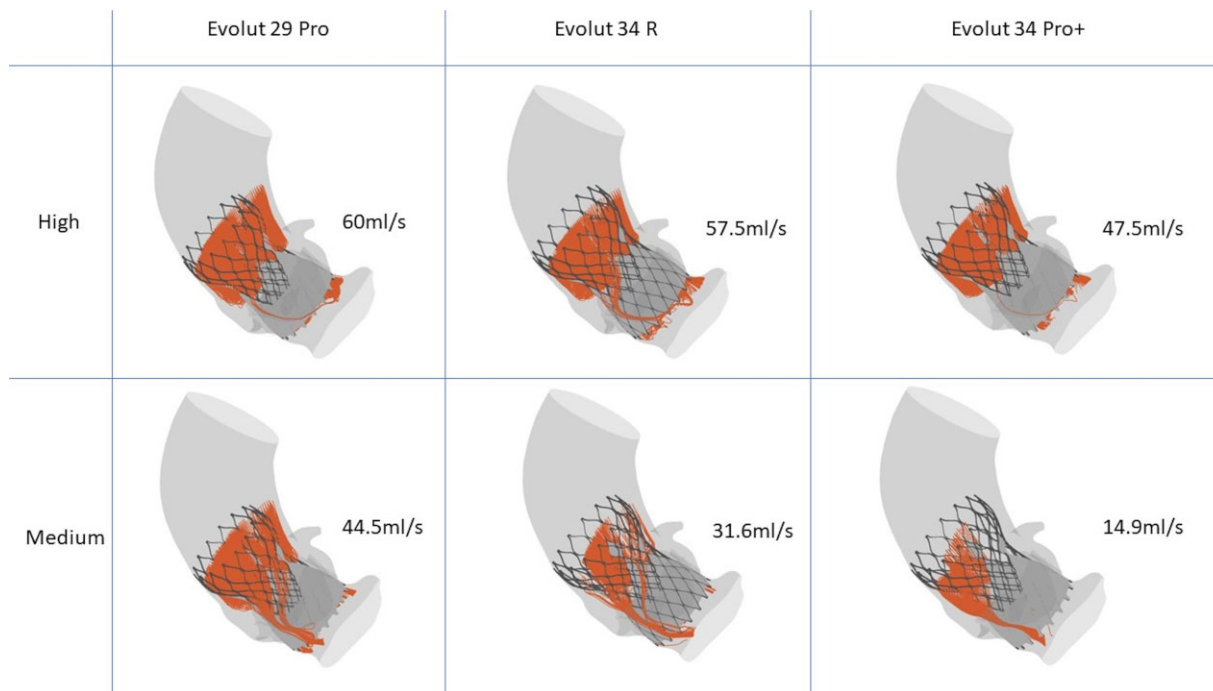 Evolut 29 Pro
Evolut 34 R
Evolut 34 Pro+
High
60ml/s
57.5ml/s
47.5ml/s
Medium
44.5ml/s
31.6ml/s
14.9ml/s